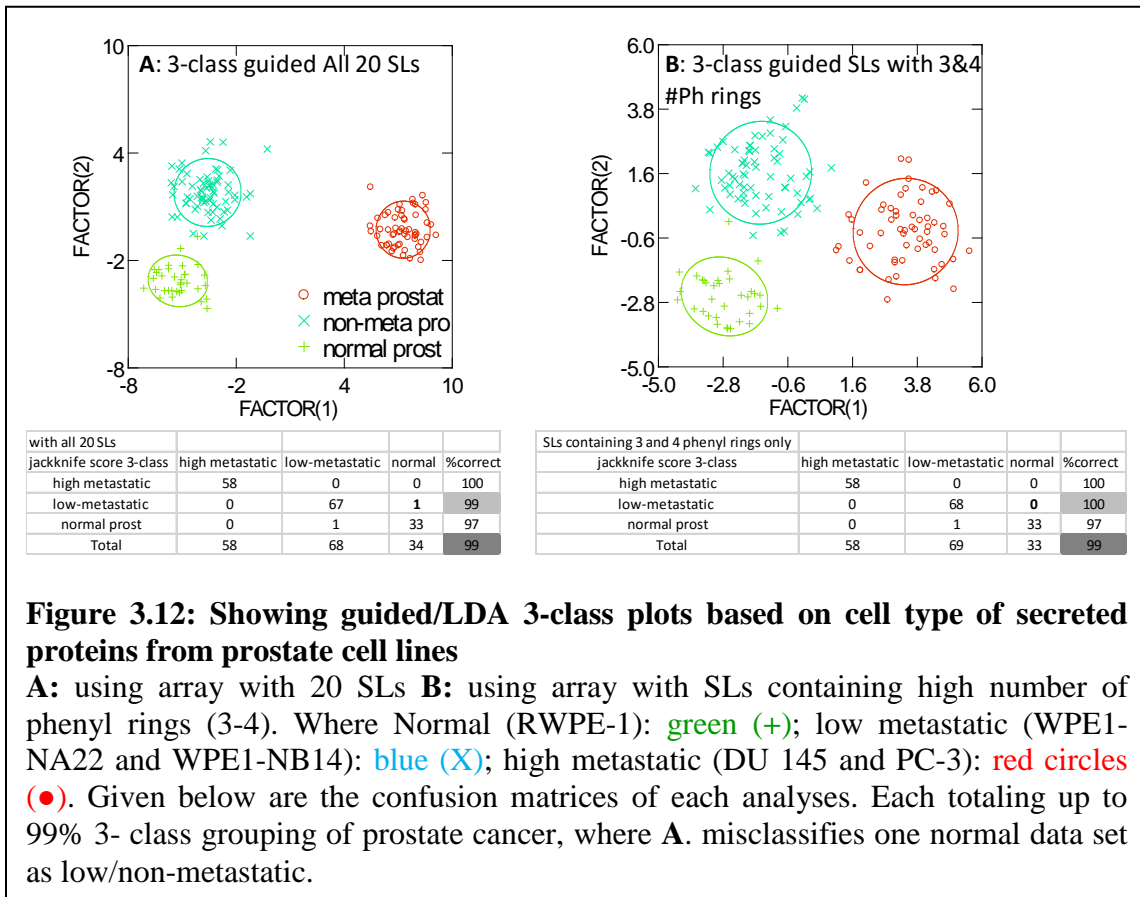 A: 3-class guided All 20 SLs
10
4
-2
-8
FACTOR(2)
-8 -2 4 10
FACTOR(1)
meta prostat
non-meta pro
normal prost
B: 3-class guided SLs with 3&4
#Ph rings
6.0
3.8
1.6
-0.6
-2.8
-5.0
FACTOR(2)
-5.0 -2.8 -0.6 1.6 3.8 6.0
FACTOR(1)
with all 20 SLs
jackknife score 3-class high metastatic low-metastatic normal %correct
high metastatic 58 0 0 100
low-metastatic 0 67 1 99
normal prost 0 1 33 97
Total 58 68 34 99
SLs containing 3 and 4 phenyl rings only
jackknife score 3-class high metastatic low-metastatic normal %correct
high metastatic 58 0 0 100
low-metastatic 0 68 0 100
normal prost 0 1 33 97
Total 58 69 33 99
Figure 3.12: Showing guided/LDA 3-class plots based on cell type of secreted
proteins from prostate cell lines
A: using array with 20 SLs B: using array with SLs containing high number of
phenyl rings (3-4). Where Normal (RWPE-1): green (+); low metastatic (WPE1-
NA22 and WPE1-NB14): blue (X); high metastatic (DU 145 and PC-3): red circles
(●). Given below are the confusion matrices of each analyses. Each totaling up to
99% 3- class grouping of prostate cancer, where A. misclassifies one normal data set
as low/non-metastatic.